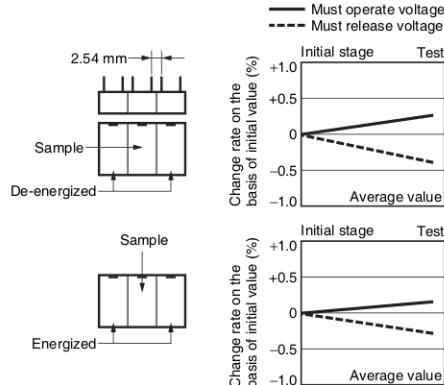 Must operate voltage
Must release voltage
2.54 mm
Sample
De-energized
Change rate on the
basis of initial value (%)
Initial stage Test
+1.0
+0.5
0
−0.5
−1.0
Average value
Sample
Energized
Change rate on the
basis of initial value (%)
Initial stage Test
+1.0
+0.5
0
−0.5
−1.0
Average value